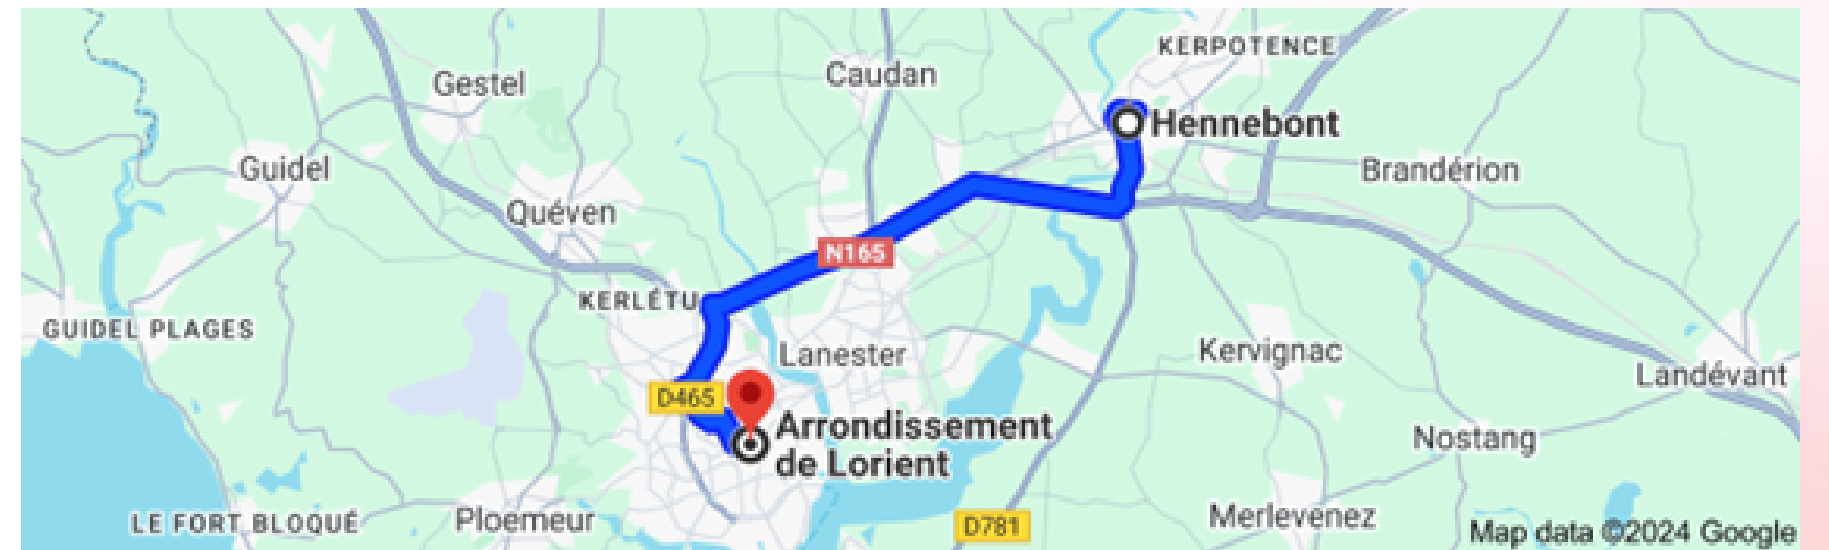 KERPOTENCE
Gestel
Caudan
Hennebont
Guidel
Brandérion
Quéven
N165
KERLÉTU
GUIDEL PLAGES
Lanester
Kervignac
Landévant
D465
Arrondissement
de Lorient
Nostang
LE FORT BLOQUÉ
Ploemeur
D781
Merlevenez
Map data ©2024 Google